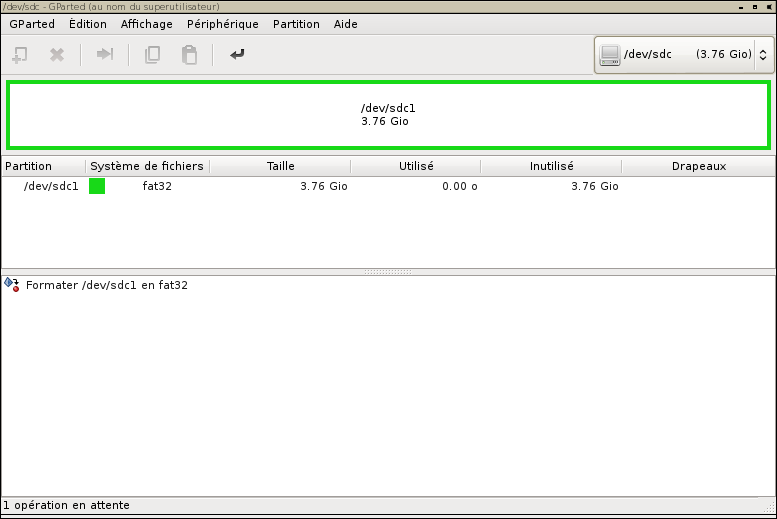 /dev/sdc - GParted (au nom du superutilisateur)
GParted Édition Affichage Périphérique Partition Aide
/dev/sdc (3.76 Gio)
/dev/sdc1
3.76 Gio
Partition Système de fichiers Taille Utilisé Inutilisé Drapeaux
/dev/sdc1 fat32 3.76 Gio 0.00 o 3.76 Gio
Formater /dev/sdc1 en fat32
1 opération en attente